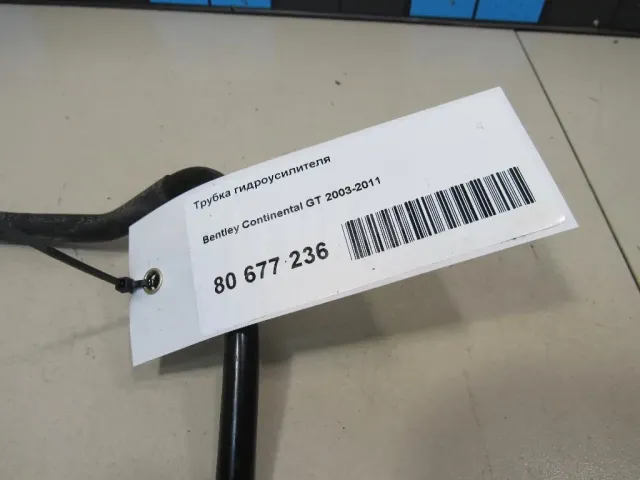 Трубка гидроусилителя
Bentley Continental GT 2003-2011
80 677 236